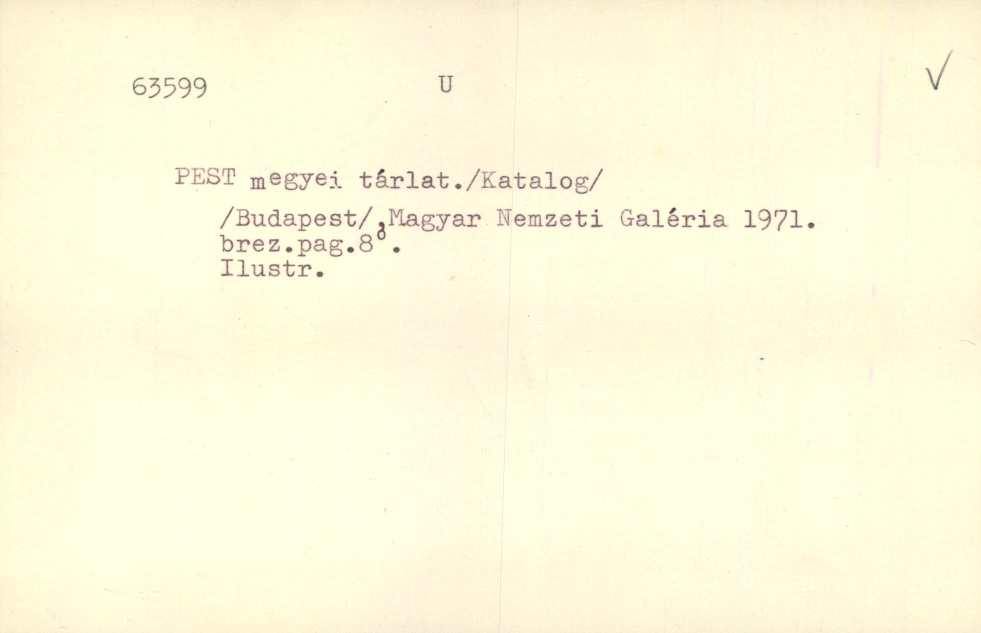 63599 U √
PEST megyei tárlat./Katalog/
/Budapest/,Magyar Nemzeti Galéria 1971.
brez.pag.8°.
Ilustr.